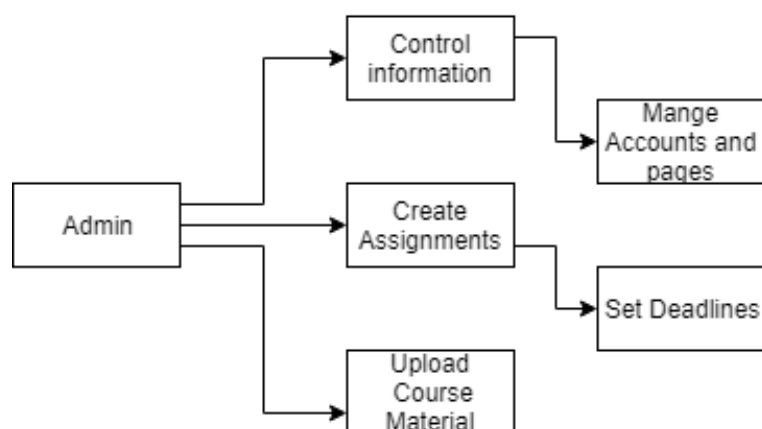 Control
information
Mange
Accounts and
pages
Admin
Create
Assignments
Set Deadlines
Upload
Course
Material